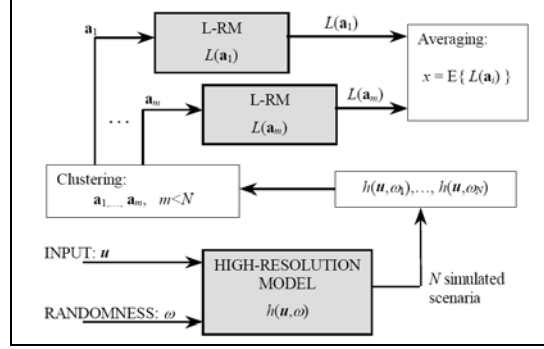 a₁
L-RM
L(a₁)
L(a₁)
Averaging:
x = E{ L(aᵢ) }
...
aₘ
L-RM
L(aₘ)
L(aₘ)
Clustering:
a₁,..., aₘ, m<N
h(u,ω₁),..., h(u,ω_N)
INPUT: u
HIGH-RESOLUTION
MODEL
h(u,ω)
N simulated
scenaria
RANDOMNESS: ω